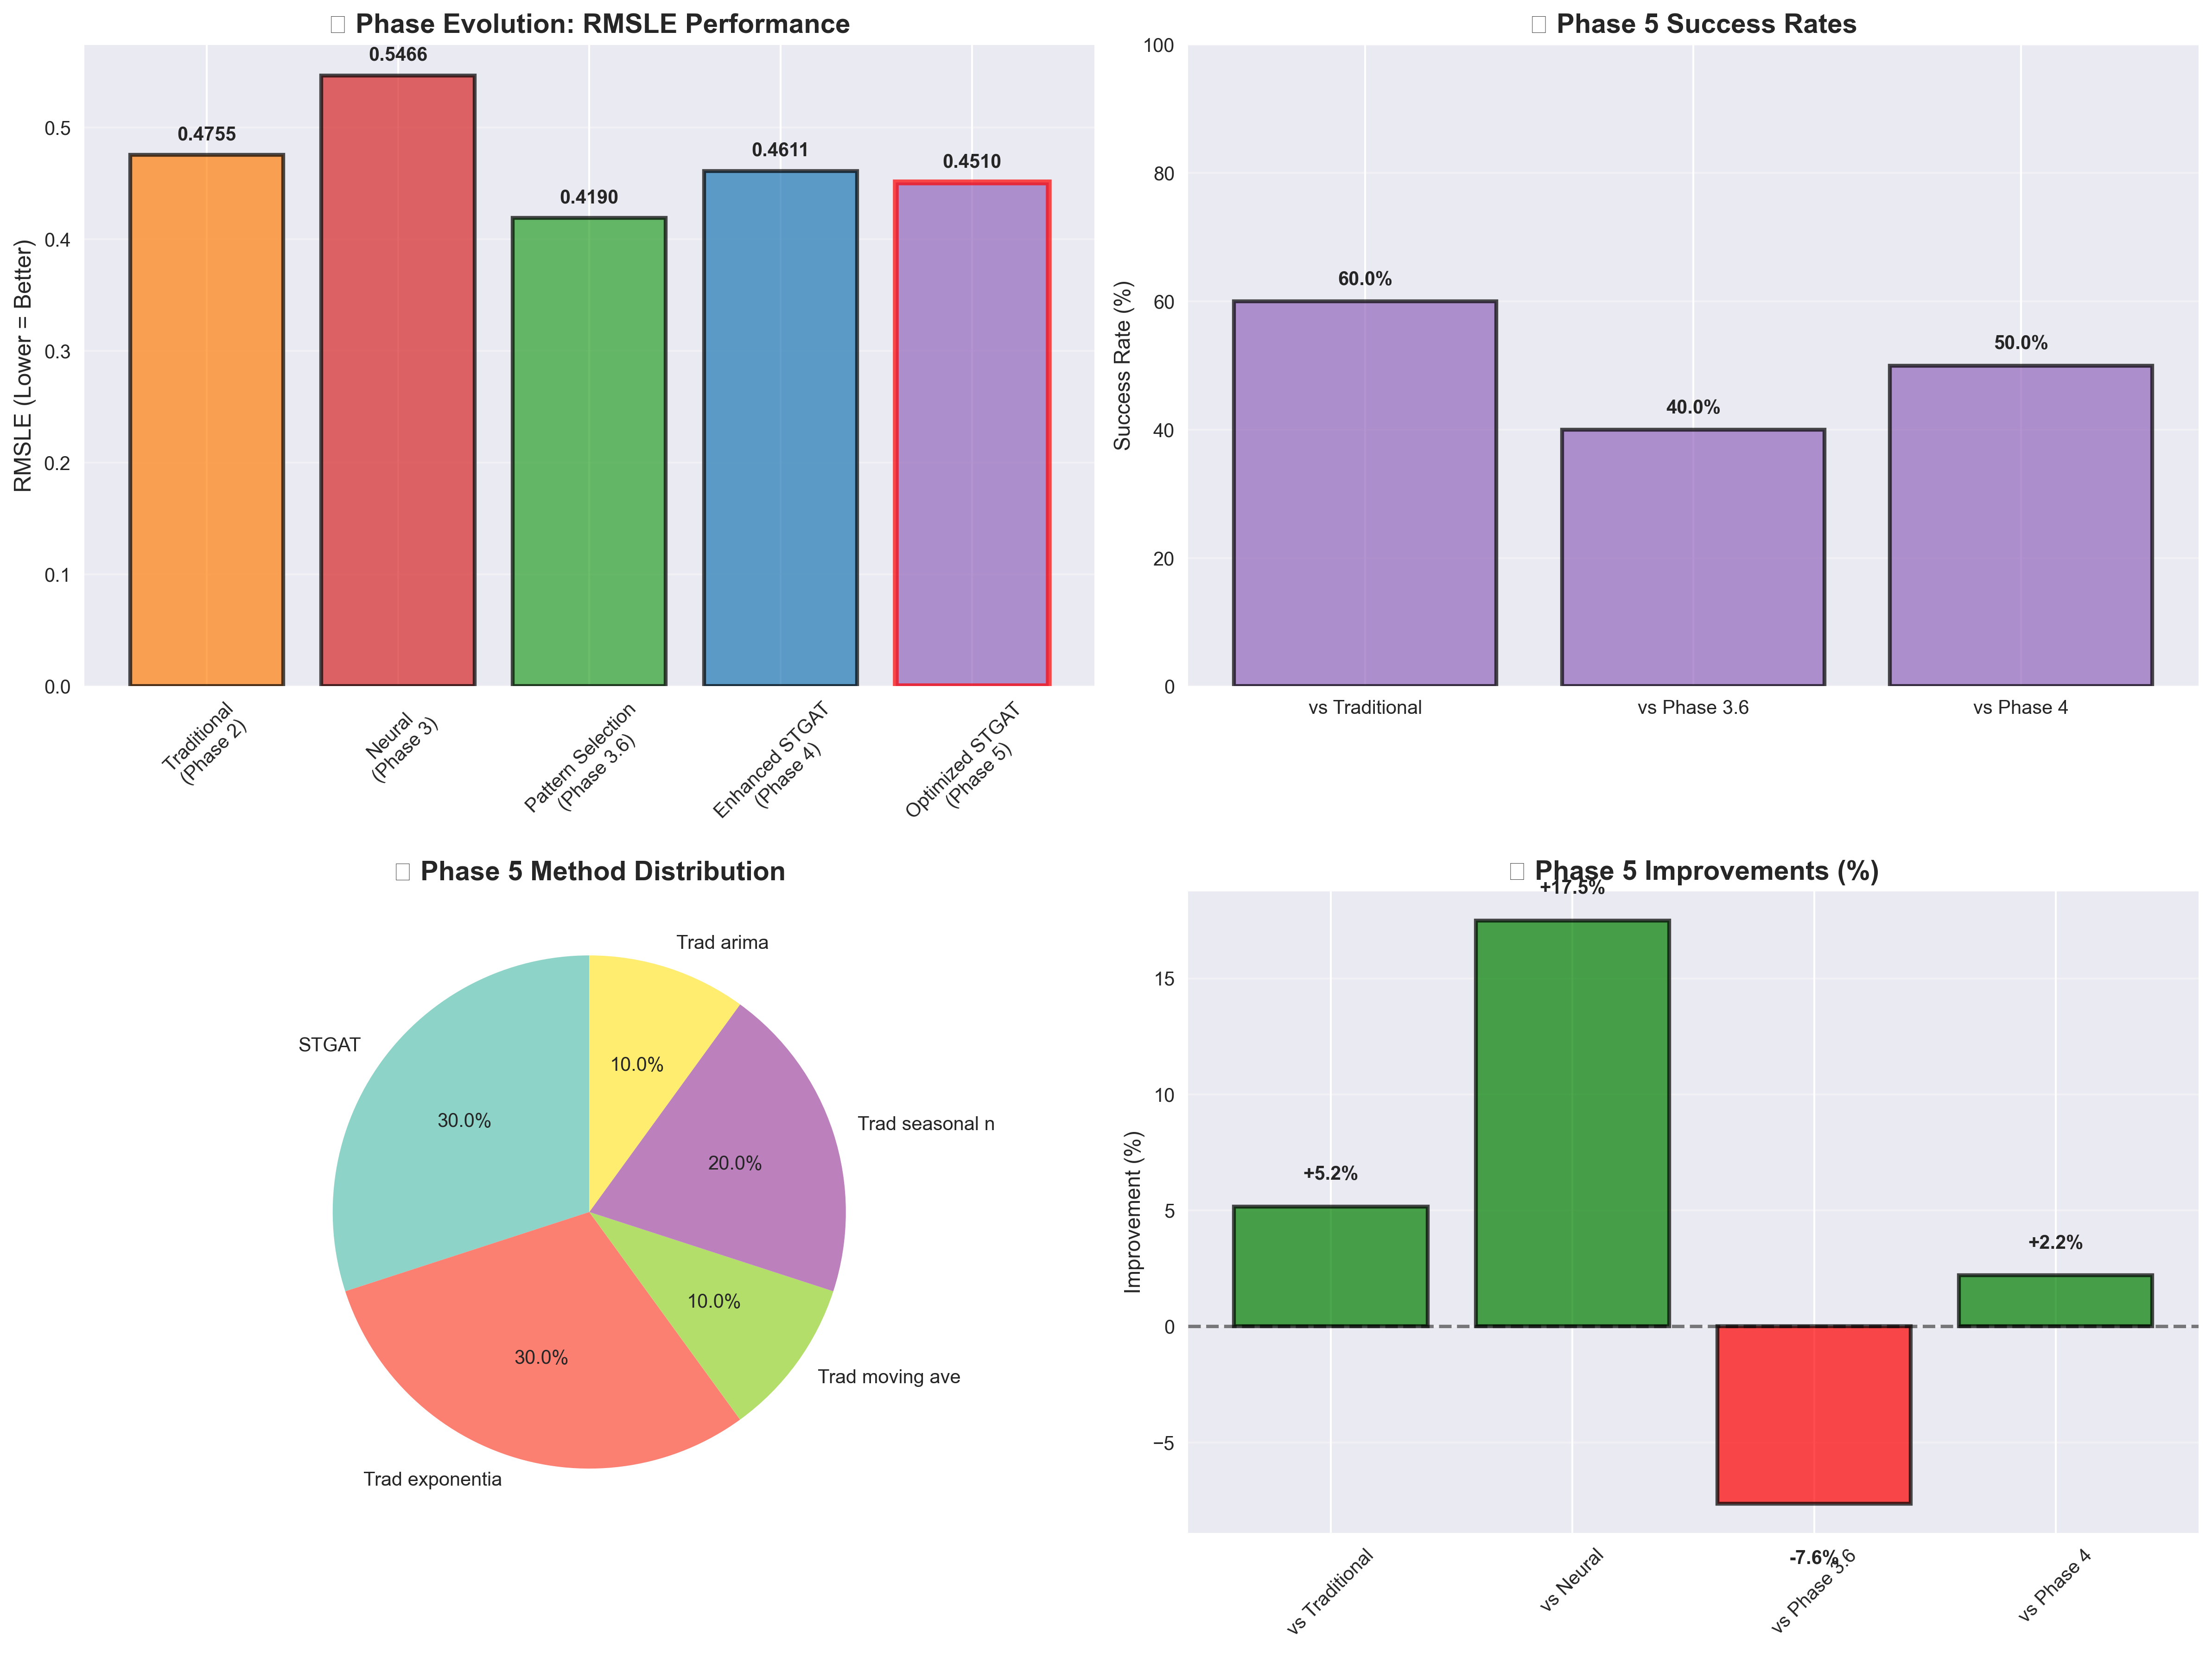 Phase Evolution: RMSLE Performance
RMSLE (Lower = Better)
0.5
0.4
0.3
0.2
0.1
0.0
0.4755
0.5466
0.4190
0.4611
0.4510
Traditional
(Phase 2)
Neural
(Phase 3)
Pattern Selection
(Phase 3.6)
Enhanced STGAT
(Phase 4)
Optimized STGAT
(Phase 5)
Phase 5 Success Rates
Success Rate (%)
100
80
60
40
20
0
60.0%
40.0%
50.0%
vs Traditional
vs Phase 3.6
vs Phase 4
Phase 5 Method Distribution
Trad arima
10.0%
STGAT
30.0%
Trad seasonal n
20.0%
10.0%
Trad moving ave
30.0%
Trad exponentia
Phase 5 Improvements (%)
Improvement (%)
15
10
5
0
−5
+5.2%
+17.5%
-7.6%
+2.2%
vs Traditional
vs Neural
vs Phase 3.6
vs Phase 4